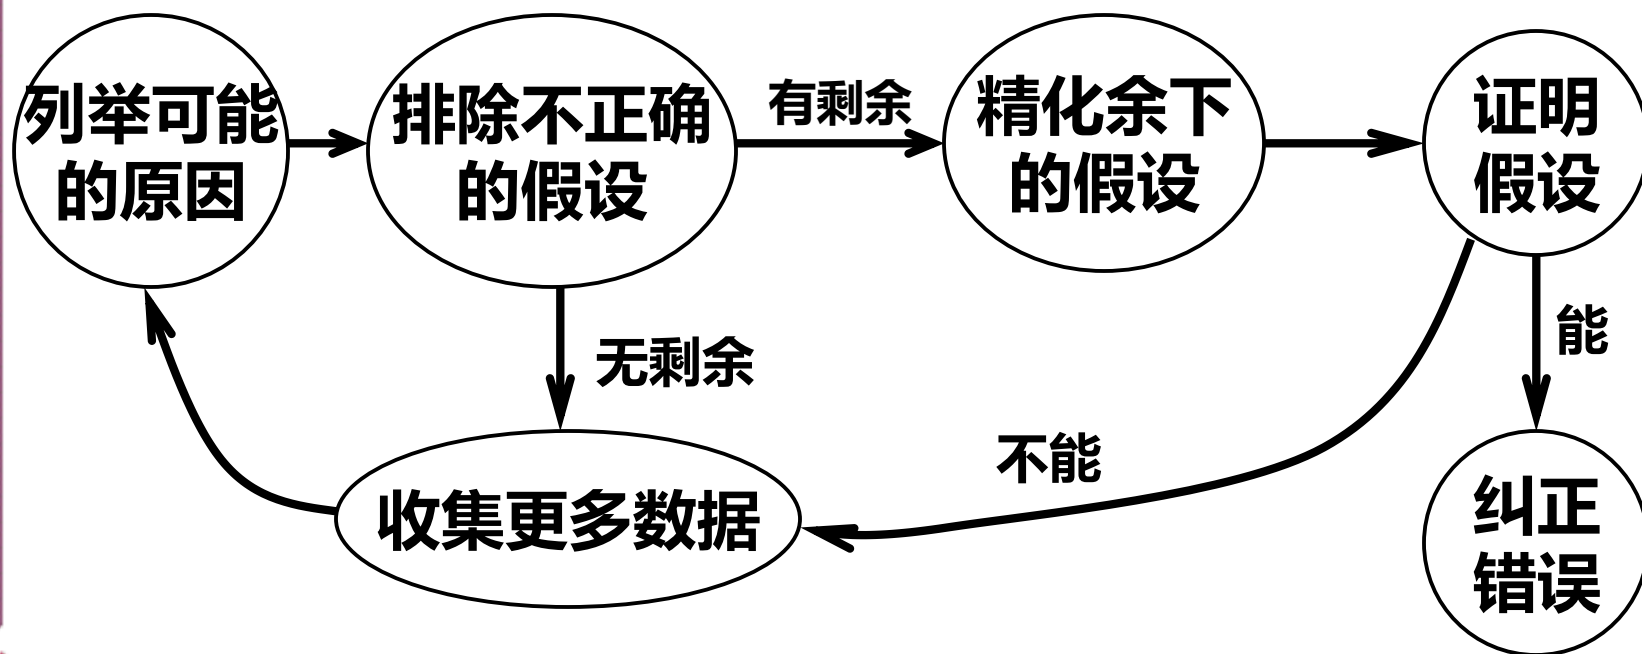 列举可能
的原因
排除不正确
的假设
有剩余
精化余下
的假设
证明
假设
无剩余
能
不能
收集更多数据
纠正
错误